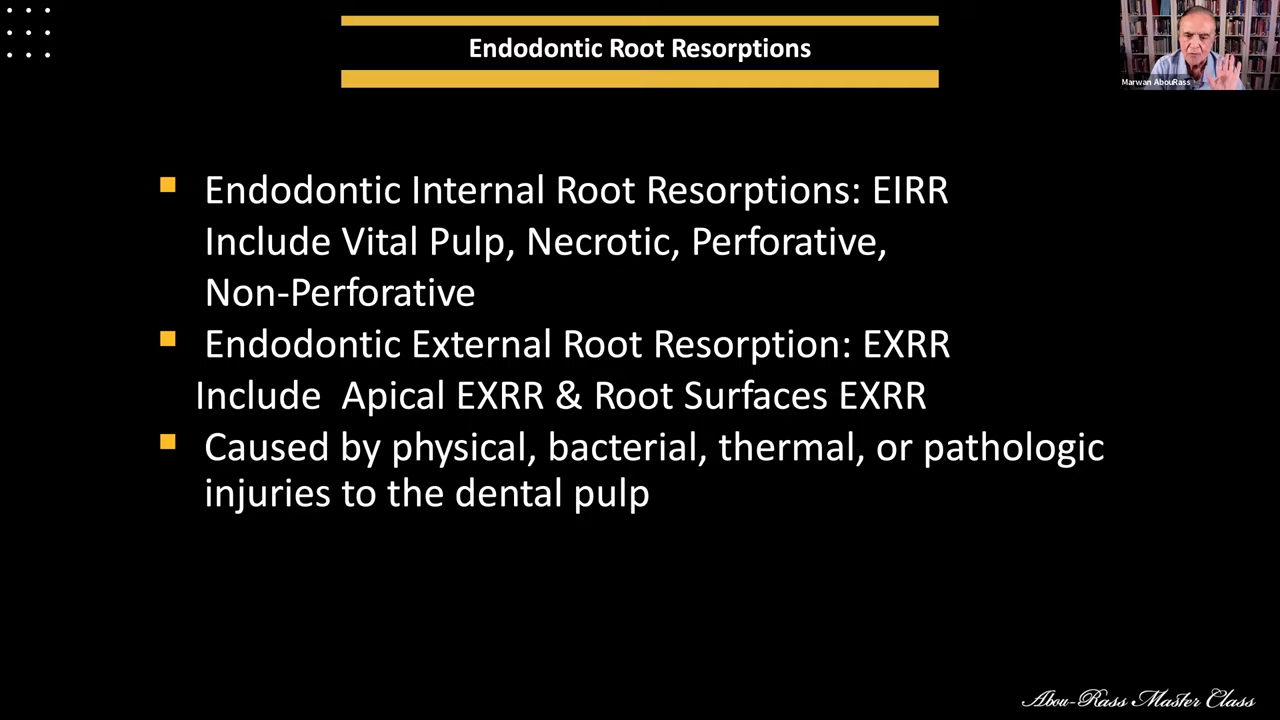 Endodontic Root Resorptions
Marwan AbouRass
Endodontic Internal Root Resorptions: EIRR
Include Vital Pulp, Necrotic, Perforative,
Non-Perforative
Endodontic External Root Resorption: EXRR
Include Apical EXRR & Root Surfaces EXRR
Caused by physical, bacterial, thermal, or pathologic
injuries to the dental pulp
Abou-Rass Master Class